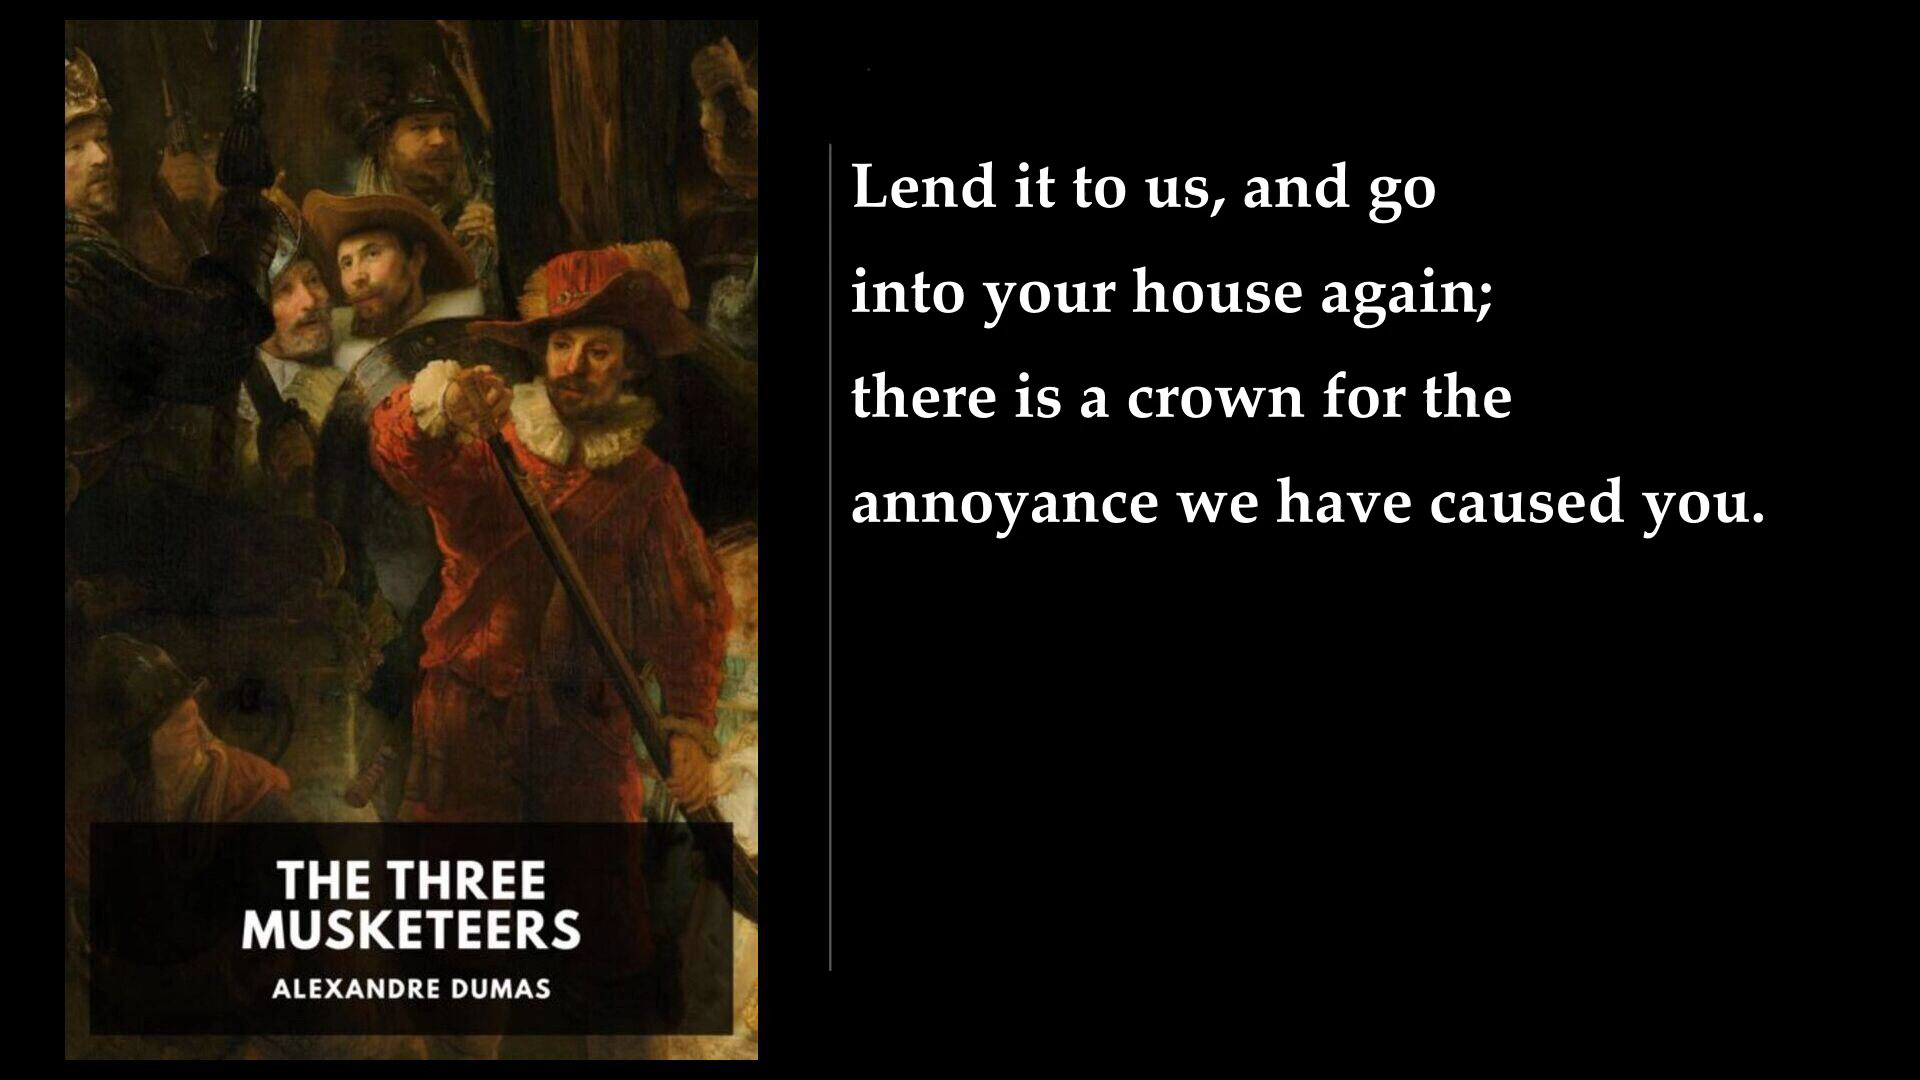 Lend it to us, and go
into your house again;
there is a crown for the
annoyance we have caused you.
THE THREE
MUSKETEERS
ALEXANDRE DUMAS